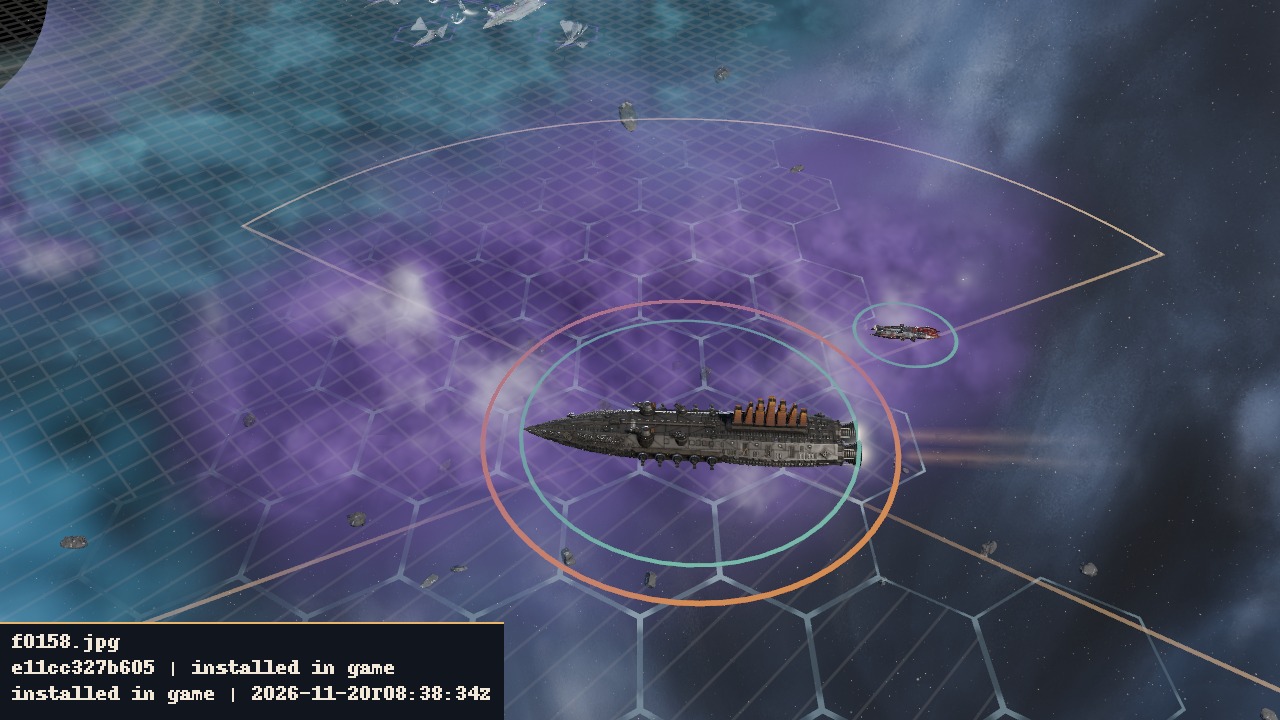 f0158.jpg
e11cc327b605 | installed in game
installed in game | 2026-11-20T08:38:34Z